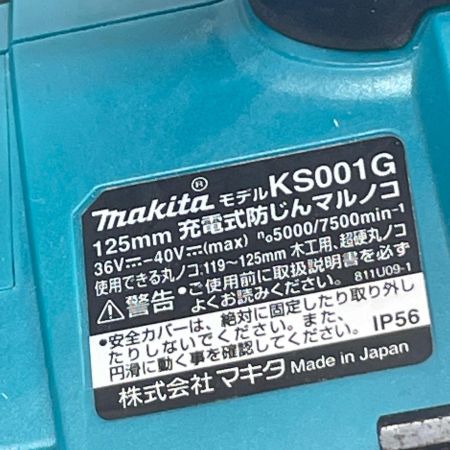 makita® モデル KS001G
125mm 充電式防じんマルノコ
36V⎓-40V⎓(max) n₀5000/7500min⁻¹
使用できる丸ノコ:119～125mm 木工用、超硬丸ノコ
⚠警告 •ご使用前に取扱説明書を必ず
よくお読みください。 811U09-1
•安全カバーは、絶対に固定したり取り外し
たりしないでください。また、
円滑に動く事を確認してください。 IP56
株式会社 マキタ Made in Japan